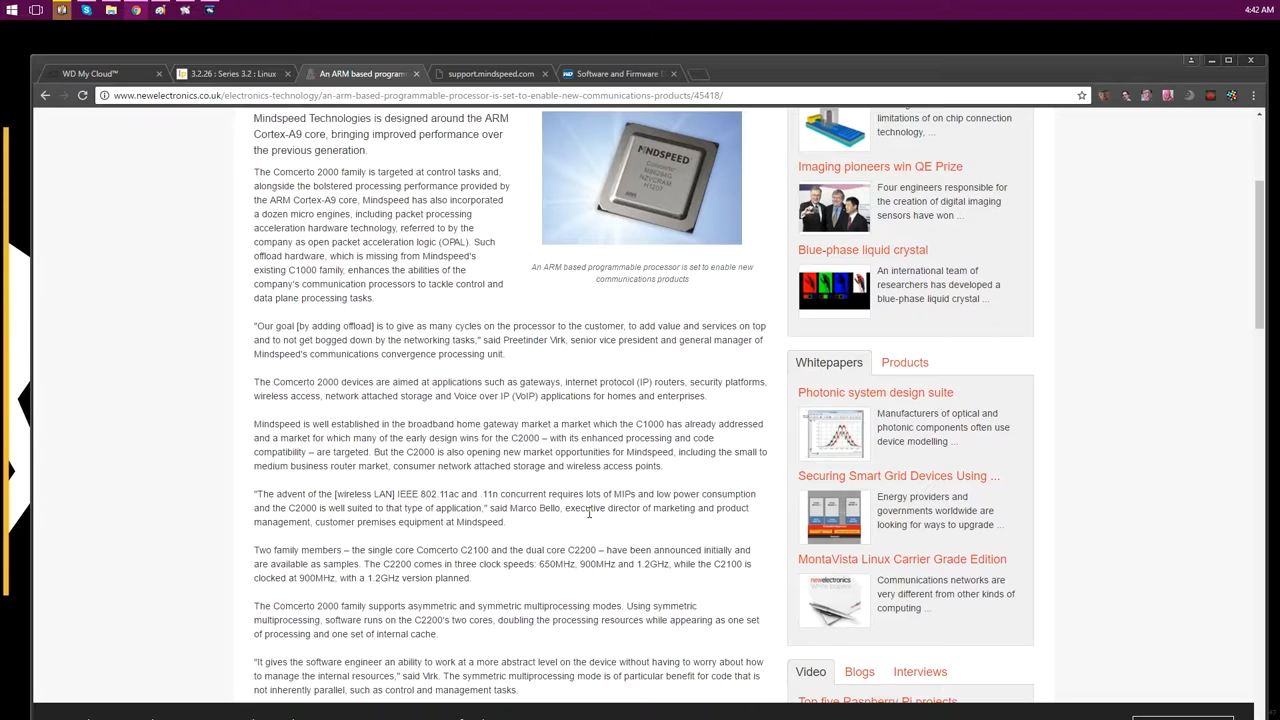 4:42 AM
WD My Cloud™
3.2.26 : Series 3.2 : Linux
An ARM based program
support.mindspeed.com
Software and Firmware
www.newelectronics.co.uk/electronics-technology/an-arm-based-programmable-processor-is-set-to-enable-new-communications-products/45418/
Mindspeed Technologies is designed around the ARM
Cortex-A9 core, bringing improved performance over
the previous generation.
The Comcerto 2000 family is targeted at control tasks and,
alongside the bolstered processing performance provided by
the ARM Cortex-A9 core, Mindspeed has also incorporated
a dozen micro engines, including packet processing
acceleration hardware technology, referred to by the
company as open packet acceleration logic (OPAL). Such
offload hardware, which is missing from Mindspeed's
existing C1000 family, enhances the abilities of the
company's communication processors to tackle control and
data plane processing tasks.
MINDSPEED
Comcerto
An ARM based programmable processor is set to enable new
communications products
"Our goal [by adding offload] is to give as many cycles on the processor to the customer, to add value and services on top
and to not get bogged down by the networking tasks," said Preetinder Virk, senior vice president and general manager of
Mindspeed's communications convergence processing unit.
The Comcerto 2000 devices are aimed at applications such as gateways, internet protocol (IP) routers, security platforms,
wireless access, network attached storage and Voice over IP (VoIP) applications for homes and enterprises.
Mindspeed is well established in the broadband home gateway market a market which the C1000 has already addressed
and a market for which many of the early design wins for the C2000 – with its enhanced processing and code
compatibility – are targeted. But the C2000 is also opening new market opportunities for Mindspeed, including the small to
medium business router market, consumer network attached storage and wireless access points.
"The advent of the [wireless LAN] IEEE 802.11ac and .11n concurrent requires lots of MIPs and low power consumption
and the C2000 is well suited to that type of application," said Marco Bello, executive director of marketing and product
management, customer premises equipment at Mindspeed.
Two family members – the single core Comcerto C2100 and the dual core C2200 – have been announced initially and
are available as samples. The C2200 comes in three clock speeds: 650MHz, 900MHz and 1.2GHz, while the C2100 is
clocked at 900MHz, with a 1.2GHz version planned.
The Comcerto 2000 family supports asymmetric and symmetric multiprocessing modes. Using symmetric
multiprocessing, software runs on the C2200's two cores, doubling the processing resources while appearing as one set
of processing and one set of internal cache.
"It gives the software engineer an ability to work at a more abstract level on the device without having to worry about how
to manage the internal resources," said Virk. The symmetric multiprocessing mode is of particular benefit for code that is
not inherently parallel, such as control and management tasks.
limitations of on chip connection
technology, ...
Imaging pioneers win QE Prize
Four engineers responsible for
the creation of digital imaging
sensors have won ...
Blue-phase liquid crystal
An international team of
researchers has developed a
blue-phase liquid crystal ...
Whitepapers
Products
Photonic system design suite
Manufacturers of optical and
photonic components often use
device modelling ...
Securing Smart Grid Devices Using ...
Energy providers and
governments worldwide are
looking for ways to upgrade ...
MontaVista Linux Carrier Grade Edition
newelectronics
Communications networks are
very different from other kinds of
computing ...
Video
Blogs
Interviews
Top five Raspberry Pi projects